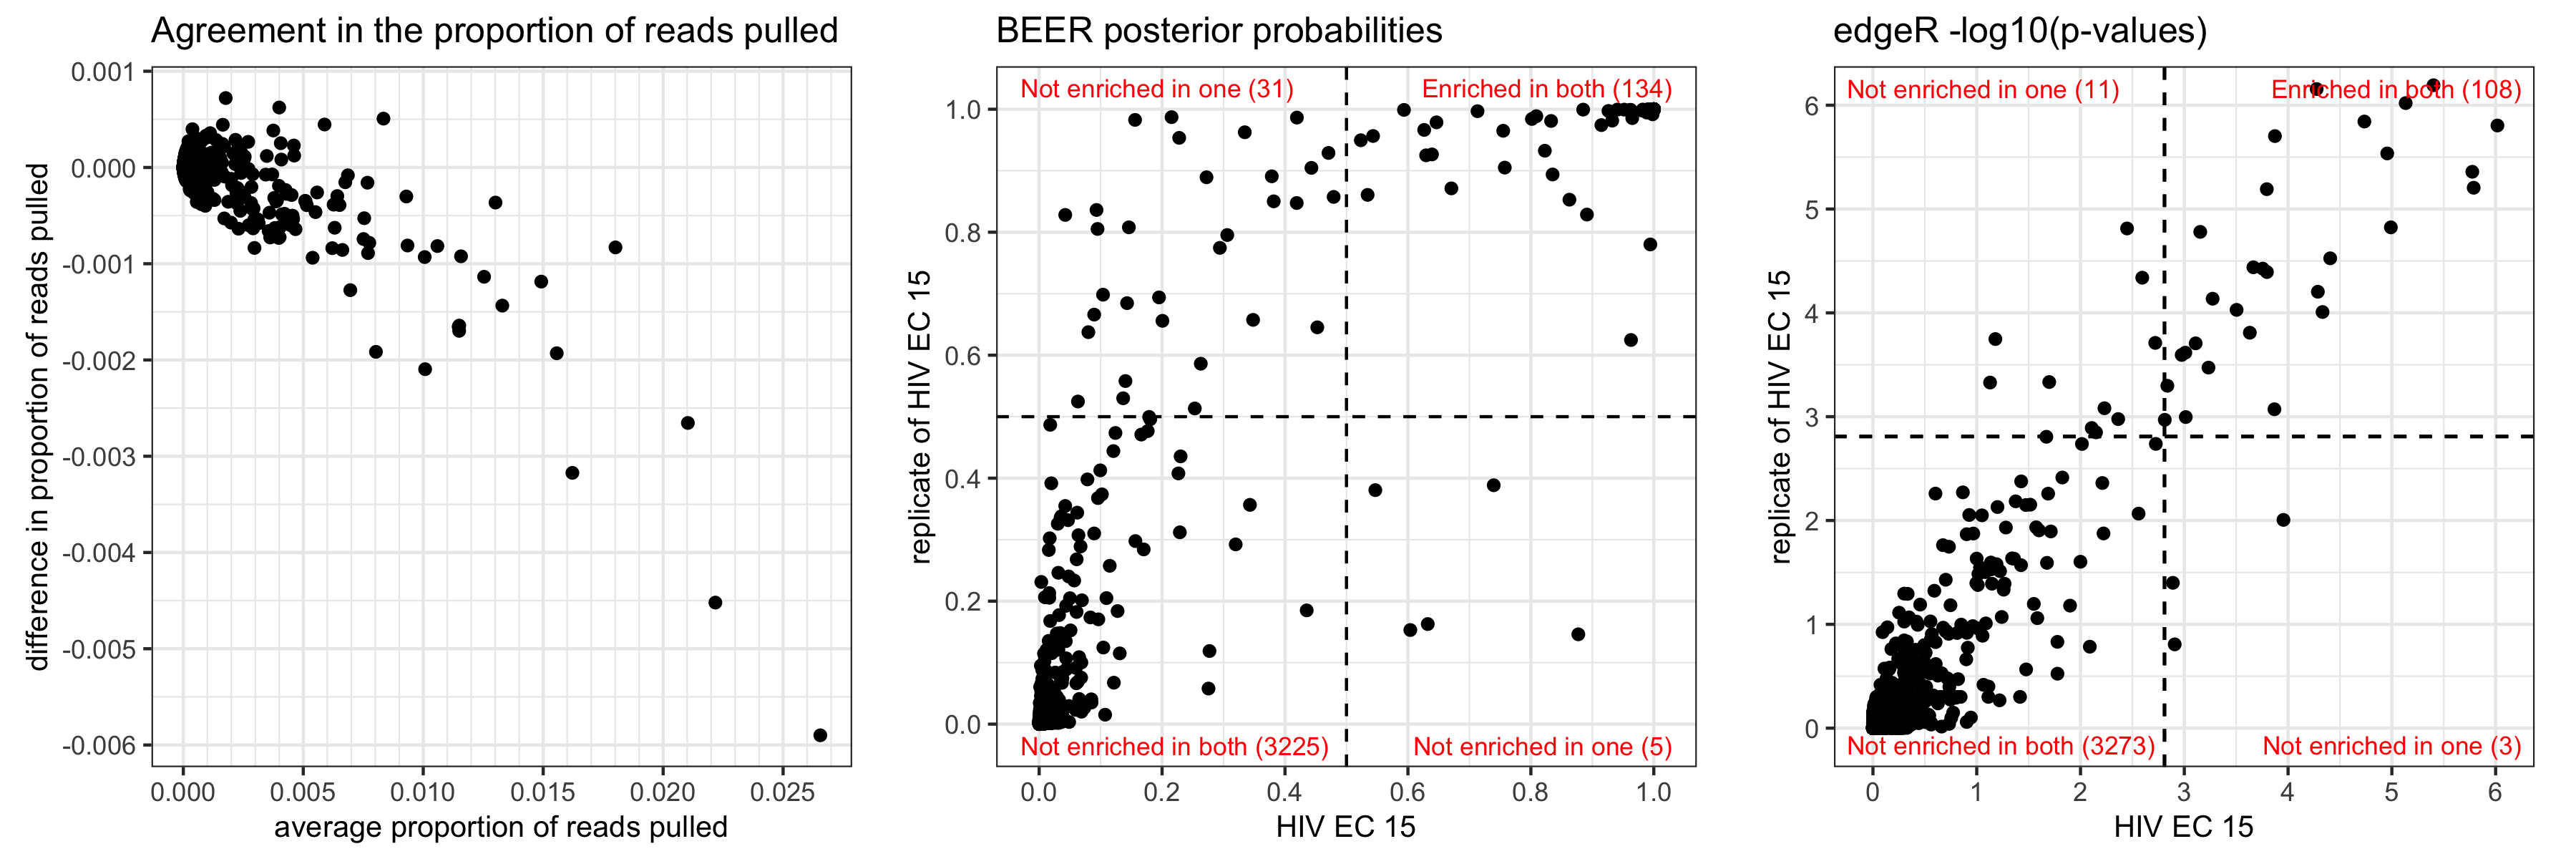 Agreement in the proportion of reads pulled
0.001
0.000
-0.001
-0.002
-0.003
-0.004
-0.005
-0.006
difference in proportion of reads pulled
0.000 0.005 0.010 0.015 0.020 0.025
average proportion of reads pulled
BEER posterior probabilities
Not enriched in one (31) Enriched in both (134)
1.0
0.8
0.6
0.4
0.2
0.0
replicate of HIV EC 15
Not enriched in both (3225) Not enriched in one (5)
0.0 0.2 0.4 0.6 0.8 1.0
HIV EC 15
edgeR -log10(p-values)
Not enriched in one (11) Enriched in both (108)
6
5
4
3
2
1
0
replicate of HIV EC 15
Not enriched in both (3273) Not enriched in one (3)
0 1 2 3 4 5 6
HIV EC 15